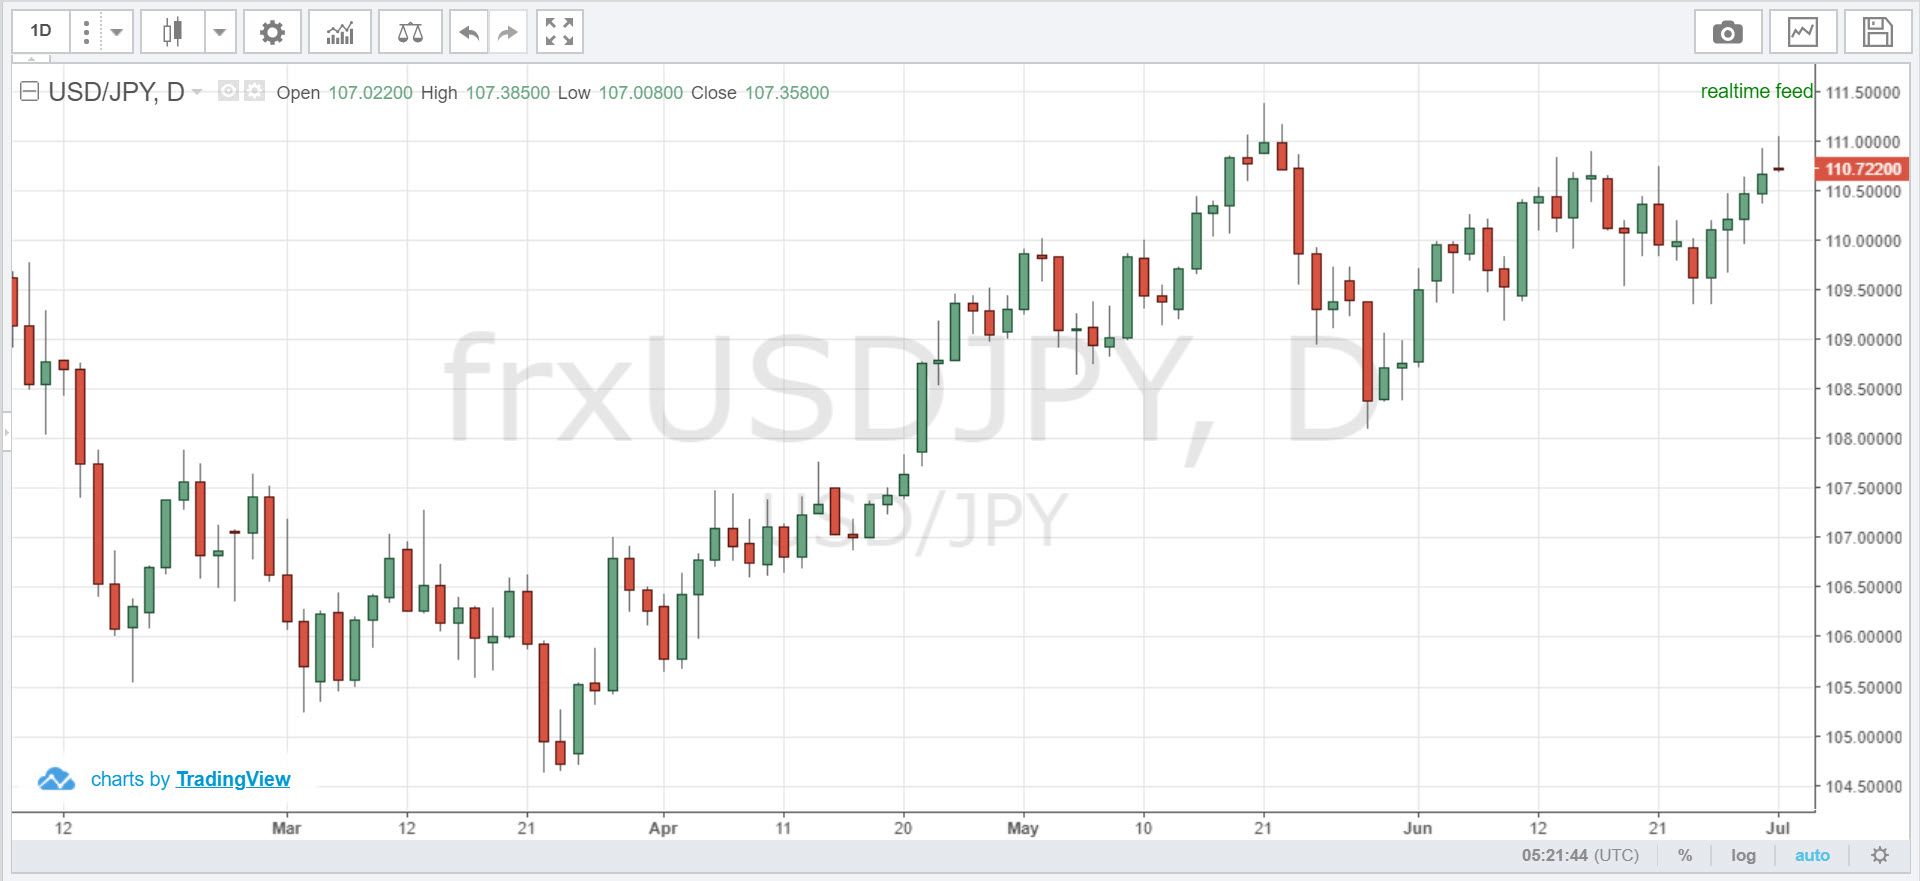 1D
USD/JPY, D Open 107.02200 High 107.38500 Low 107.00800 Close 107.35800
realtime feed
111.50000
111.00000
110.72200
110.50000
110.00000
109.50000
109.00000
108.50000
108.00000
107.50000
107.00000
106.50000
106.00000
105.50000
105.00000
104.50000
frxUSDJPY, D
USD/JPY
charts by TradingView
12 Mar 12 21 Apr 11 20 May 10 21 Jun 12 21 Jul
05:21:44 (UTC) % log auto